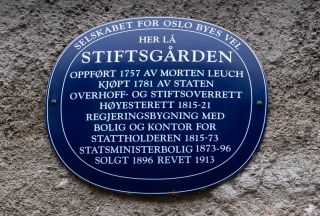 SELSKABET FOR OSLO BYES VEL
HER LÅ
STIFTSGÅRDEN
OPPFØRT 1757 AV MORTEN LEUCH
KJØPT 1781 AV STATEN
OVERHOFF- OG STIFTSOVERRETT
HØYESTERETT 1815-21
REGJERINGSBYGNING MED
BOLIG OG KONTOR FOR
STATTHOLDEREN 1815-73
STATSMINISTERBOLIG 1873-96
SOLGT 1896 REVET 1913